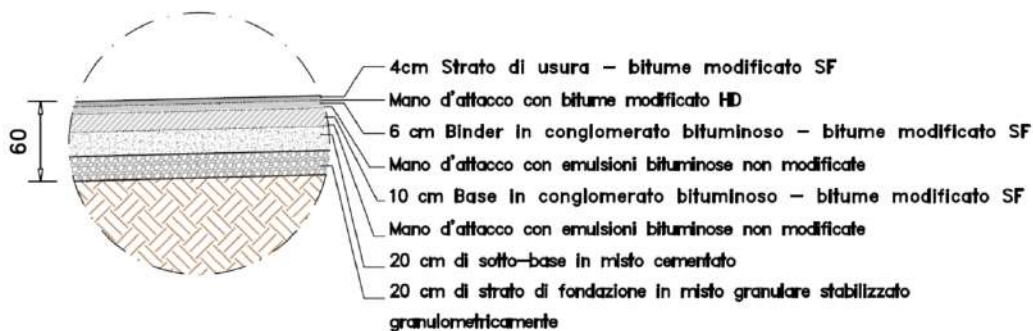 4cm Strato di usura – bitume modificato SF
Mano d'attacco con bitume modificato HD
6 cm Binder in conglomerato bituminoso – bitume modificato SF
Mano d'attacco con emulsioni bituminose non modificate
10 cm Base in conglomerato bituminoso – bitume modificato SF
Mano d'attacco con emulsioni bituminose non modificate
20 cm di sotto–base in misto cementato
20 cm di strato di fondazione in misto granulare stabilizzato
granulometricamente
60